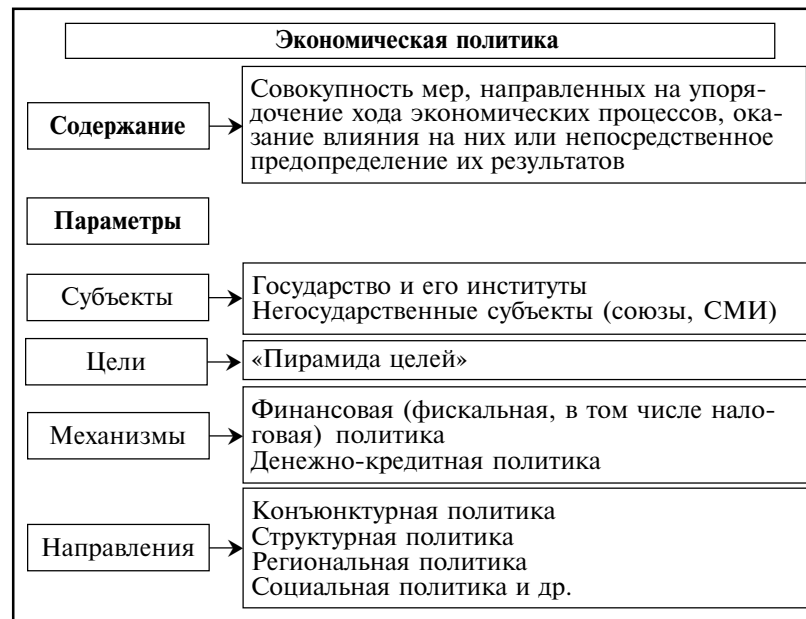 Экономическая политика
Содержание
Совокупность мер, направленных на упоря-
дочение хода экономических процессов, ока-
зание влияния на них или непосредственное
предопределение их результатов
Параметры
Субъекты
Государство и его институты
Негосударственные субъекты (союзы, СМИ)
Цели
«Пирамида целей»
Механизмы
Финансовая (фискальная, в том числе нало-
говая) политика
Денежно-кредитная политика
Направления
Конъюнктурная политика
Структурная политика
Региональная политика
Социальная политика и др.